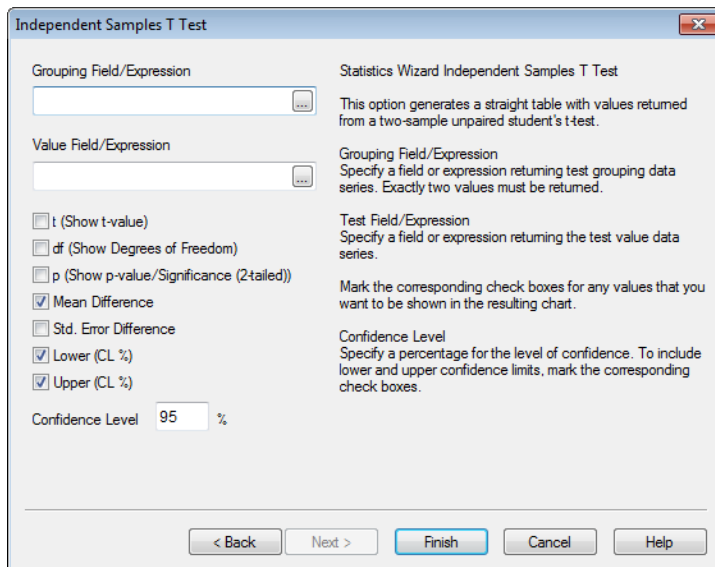 Independent Samples T Test
Grouping Field/Expression
...
Value Field/Expression
...
t (Show t-value)
df (Show Degrees of Freedom)
p (Show p-value/Significance (2-tailed))
Mean Difference
Std. Error Difference
Lower (CL %)
Upper (CL %)
Confidence Level 95 %
Statistics Wizard Independent Samples T Test
This option generates a straight table with values returned
from a two-sample unpaired student's t-test.
Grouping Field/Expression
Specify a field or expression returning test grouping data
series. Exactly two values must be returned.
Test Field/Expression
Specify a field or expression returning the test value data
series.
Mark the corresponding check boxes for any values that you
want to be shown in the resulting chart.
Confidence Level
Specify a percentage for the level of confidence. To include
lower and upper confidence limits, mark the corresponding
check boxes.
< Back Next > Finish Cancel Help